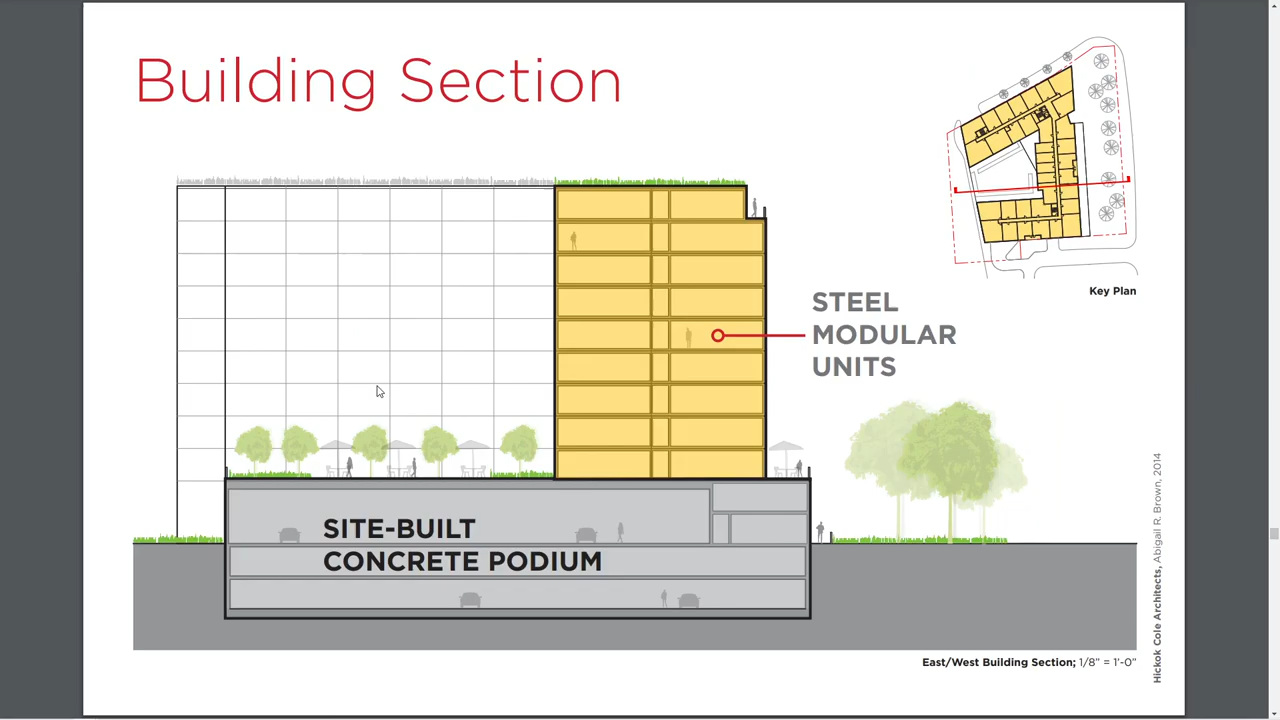 Building Section
Key Plan
STEEL
MODULAR
UNITS
SITE-BUILT
CONCRETE PODIUM
East/West Building Section; 1/8" = 1'-0"
Hickok Cole Architects, Abigail R. Brown, 2014